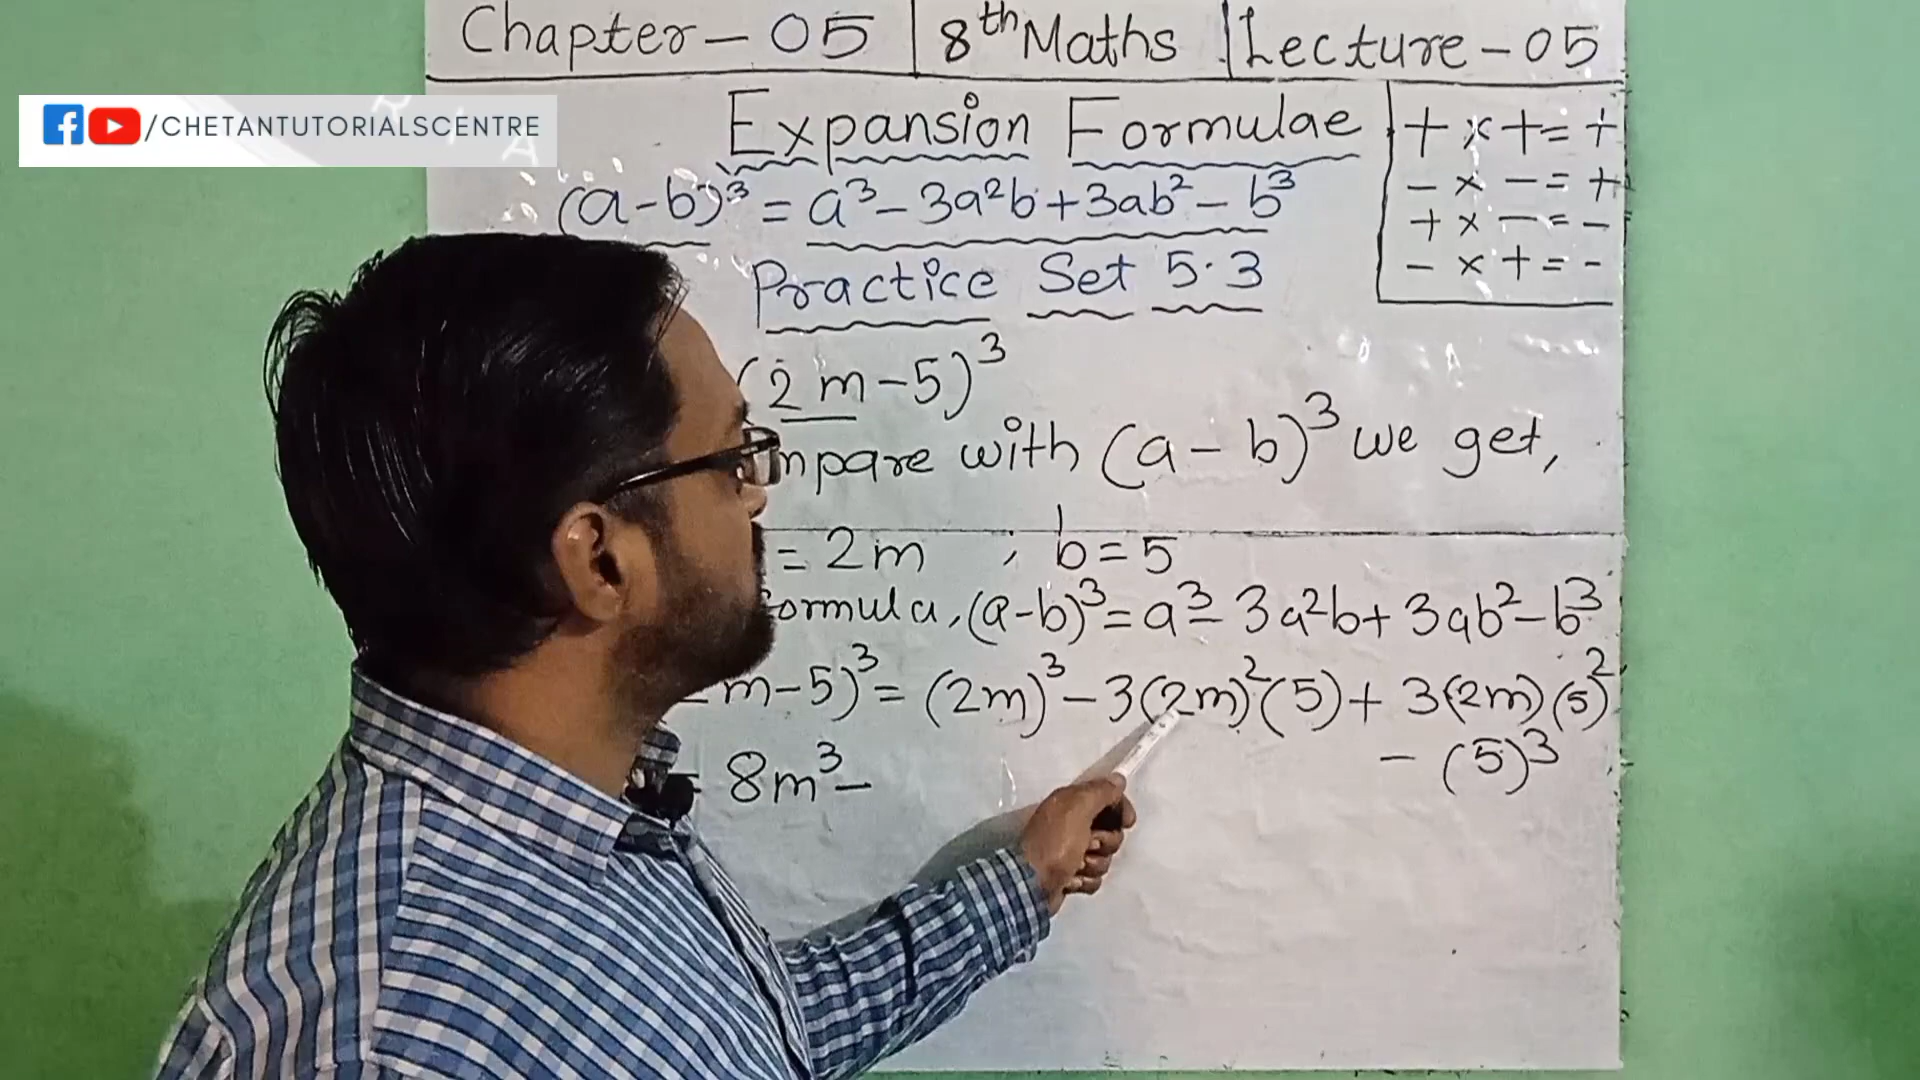 Chapter - 05 | 8th Maths | Lecture - 05
/CHETANTUTORIALSCENTRE
Expansion Formulae
(a-b)³ = a³ - 3a²b + 3ab² - b³
Practice Set 5.3
+ × + = +
- × - = +
+ × - = -
- × + = -
(2m-5)³
with (a - b)³ we get,
= 2m ; b = 5
(a-b)³ = a³ - 3a²b + 3ab² - b³
m-5)³ = (2m)³ - 3(2m)²(5) + 3(2m)(5)²
- (5)³
8m³ -